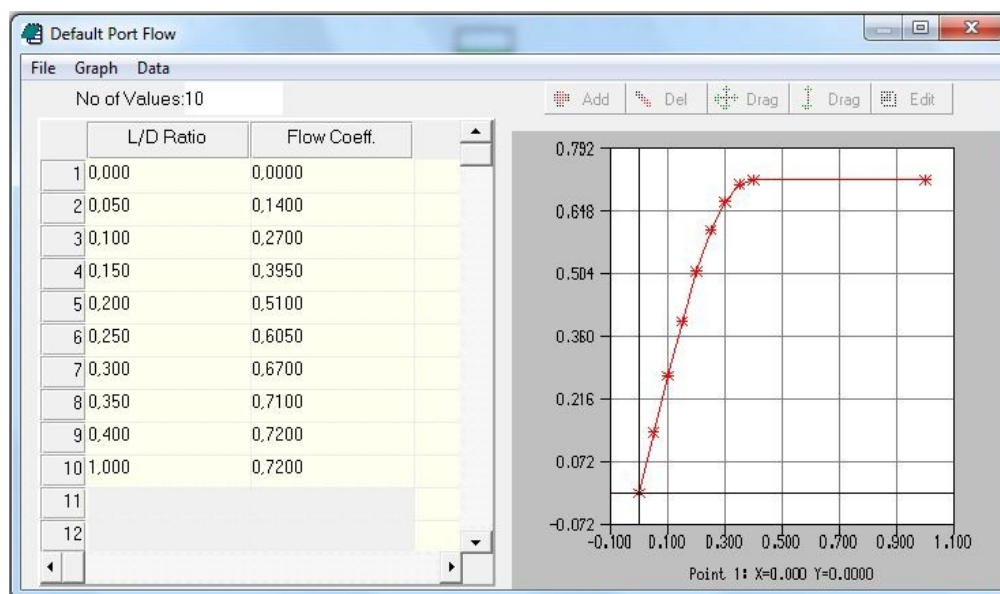 Default Port Flow
File Graph Data
No of Values:10
Add Del Drag Drag Edit
L/D Ratio Flow Coeff.
1 0,000 0,0000
2 0,050 0,1400
3 0,100 0,2700
4 0,150 0,3950
5 0,200 0,5100
6 0,250 0,6050
7 0,300 0,6700
8 0,350 0,7100
9 0,400 0,7200
10 1,000 0,7200
11
12
0.792
0.648
0.504
0.360
0.216
0.072
-0.072
-0.100 0.100 0.300 0.500 0.700 0.900 1.100
Point 1: X=0.000 Y=0.0000